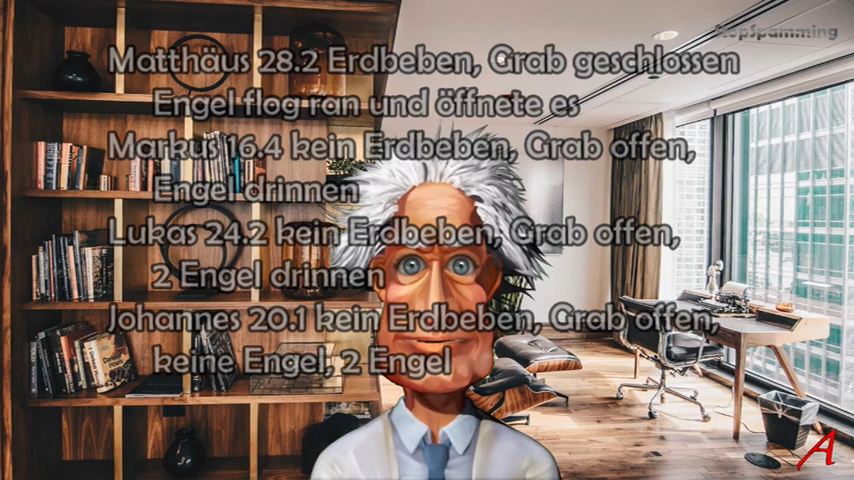 StopSpamming
Matthäus 28.2 Erdbeben, Grab geschlossen
Engel flog ran und öffnete es
Markus 16.4 kein Erdbeben, Grab offen,
Engel drinnen
Lukas 24.2 kein Erdbeben, Grab offen,
2 Engel drinnen
Johannes 20.1 kein Erdbeben, Grab offen,
keine Engel, 2 Engel
A